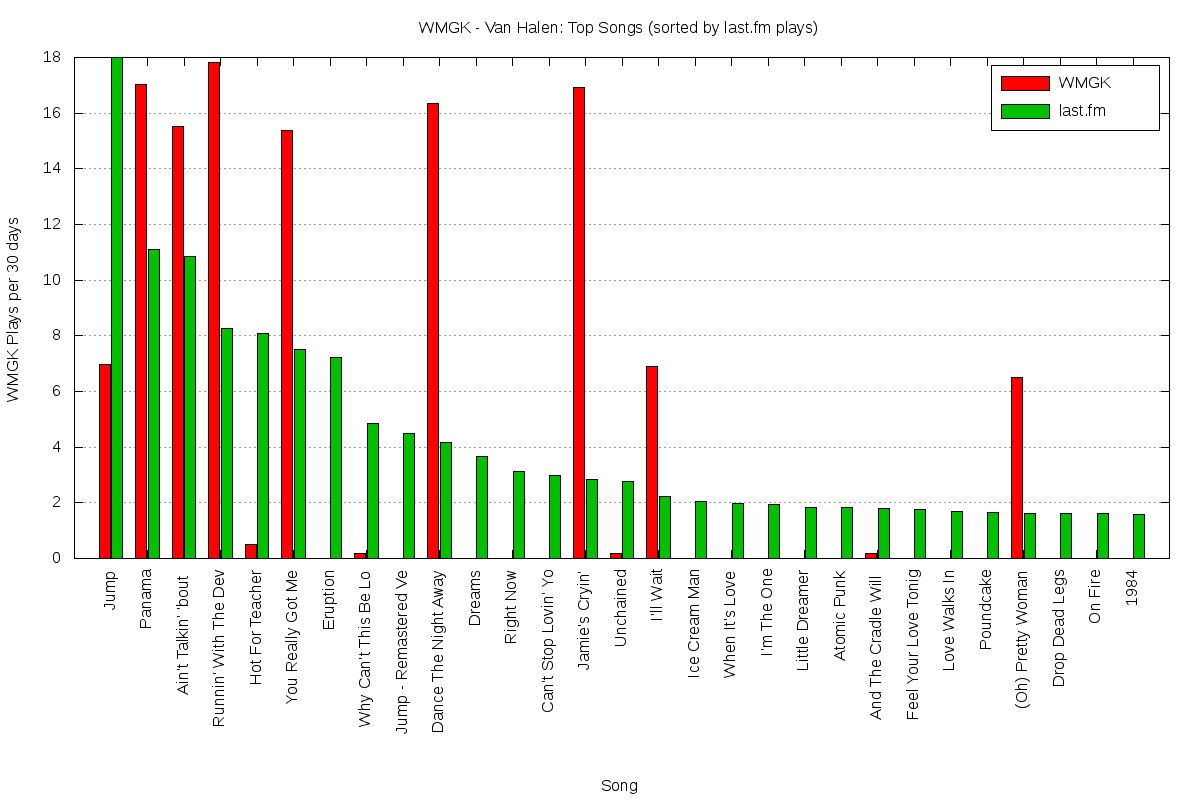 WMGK - Van Halen: Top Songs (sorted by last.fm plays)
WMGK
last.fm
WMGK Plays per 30 days
18
16
14
12
10
8
6
4
2
0
Jump
Panama
Ain't Talkin' 'bout
Runnin' With The Dev
Hot For Teacher
You Really Got Me
Eruption
Why Can't This Be Lo
Jump - Remastered Ve
Dance The Night Away
Dreams
Right Now
Can't Stop Lovin' Yo
Jamie's Cryin'
Unchained
I'll Wait
Ice Cream Man
When It's Love
I'm The One
Little Dreamer
Atomic Punk
And The Cradle Will
Feel Your Love Tonig
Love Walks In
Poundcake
(Oh) Pretty Woman
Drop Dead Legs
On Fire
1984
Song